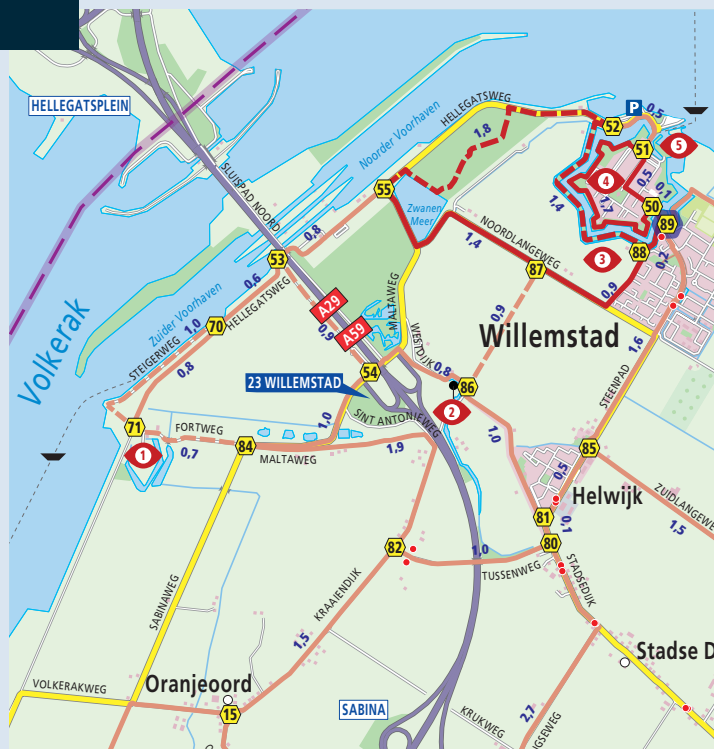 HELLEGATSPLEIN
P
0,5
52
51
5
HELLEGATSWEG
1,8
Noorder Voorhaven
4
0,5
0,1
1,4
1,7
50
89
SLUISPAD NOORD
55
Zwanen
Meer
NOORDLANGEWEG
3
88
0,2
0,8
1,4
53
87
0,6
HELLEGATSWEG
A29
MALTAWEG
0,9
Zuider Voorhaven
1,0
70
A59
0,9
WESTDIJK
0,9
Willemstad
1,6
Volkerak
STEIGERWEG
0,8
STEENPAD
54
0,8
86
23 WILLEMSTAD
2
71
FORTWEG
1,0
SINT ANTONIEWEG
1,0
1
0,7
84
MALTAWEG
1,9
85
0,5
ZUIDLANGEWE
Helwijk
1,5
81
0,1
82
1,0
80
TUSSENWEG
STADSEDIJK
SABINAWEG
KRAAIENDIJK
1,5
Stadse D
VOLKERAKWEG
Oranjeoord
15
SABINA
KRUKWEG
2,7
GSEWEG